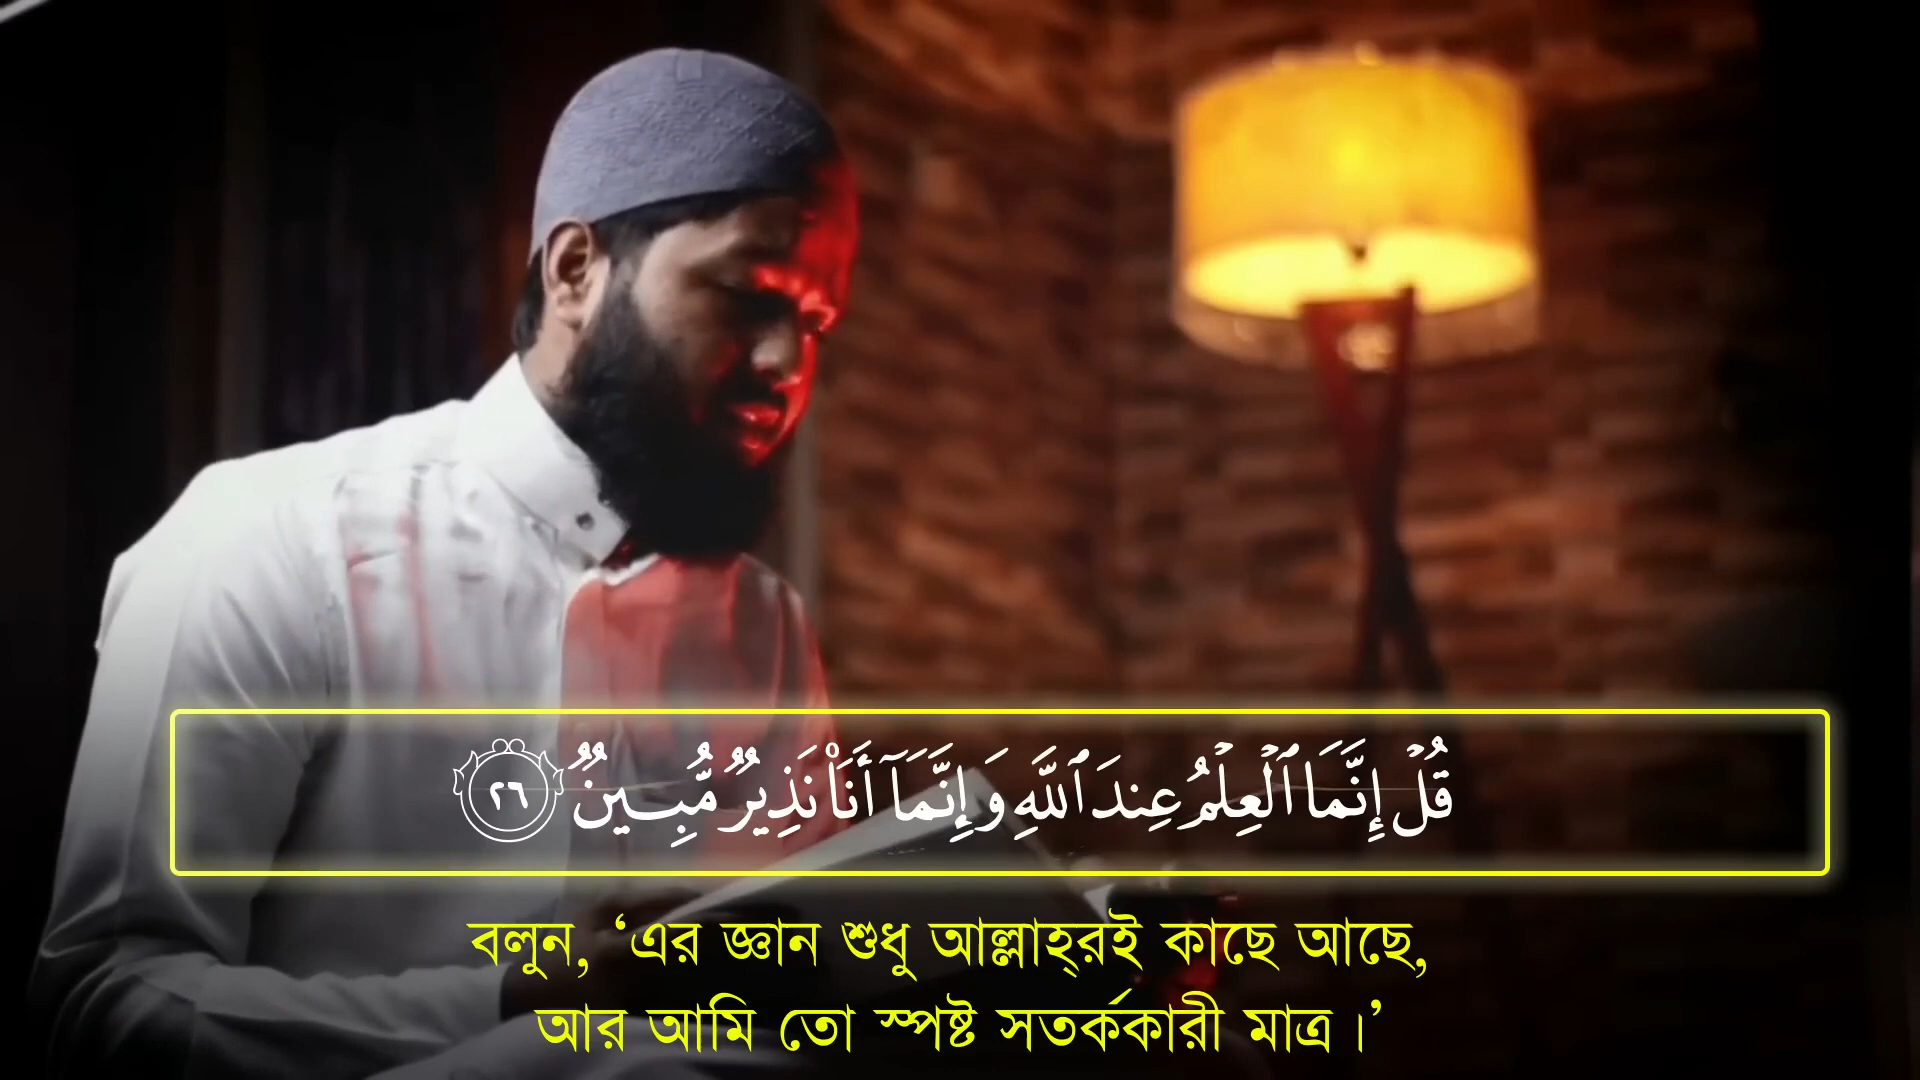 قُلْ إِنَّمَا ٱلْعِلْمُ عِندَ ٱللَّهِ وَإِنَّمَآ أَنَا۠ نَذِيرٌ مُّبِينٌ ٢٦
বলুন, ‘এর জ্ঞান শুধু আল্লাহ্‌রই কাছে আছে,
আর আমি তো স্পষ্ট সতর্ককারী মাত্র।’